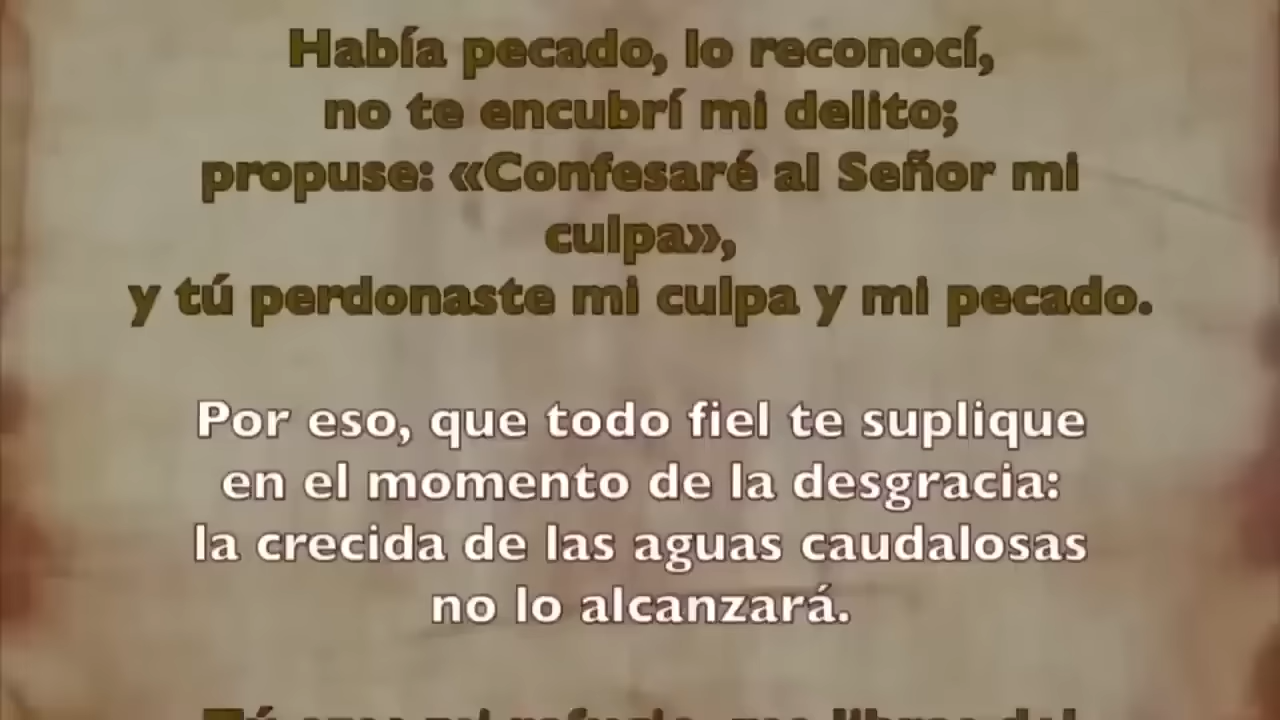 Había pecado, lo reconocí,
no te encubrí mi delito;
propuse: «Confesaré al Señor mi
culpa»,
y tú perdonaste mi culpa y mi pecado.
Por eso, que todo fiel te suplique
en el momento de la desgracia:
la crecida de las aguas caudalosas
no lo alcanzará.